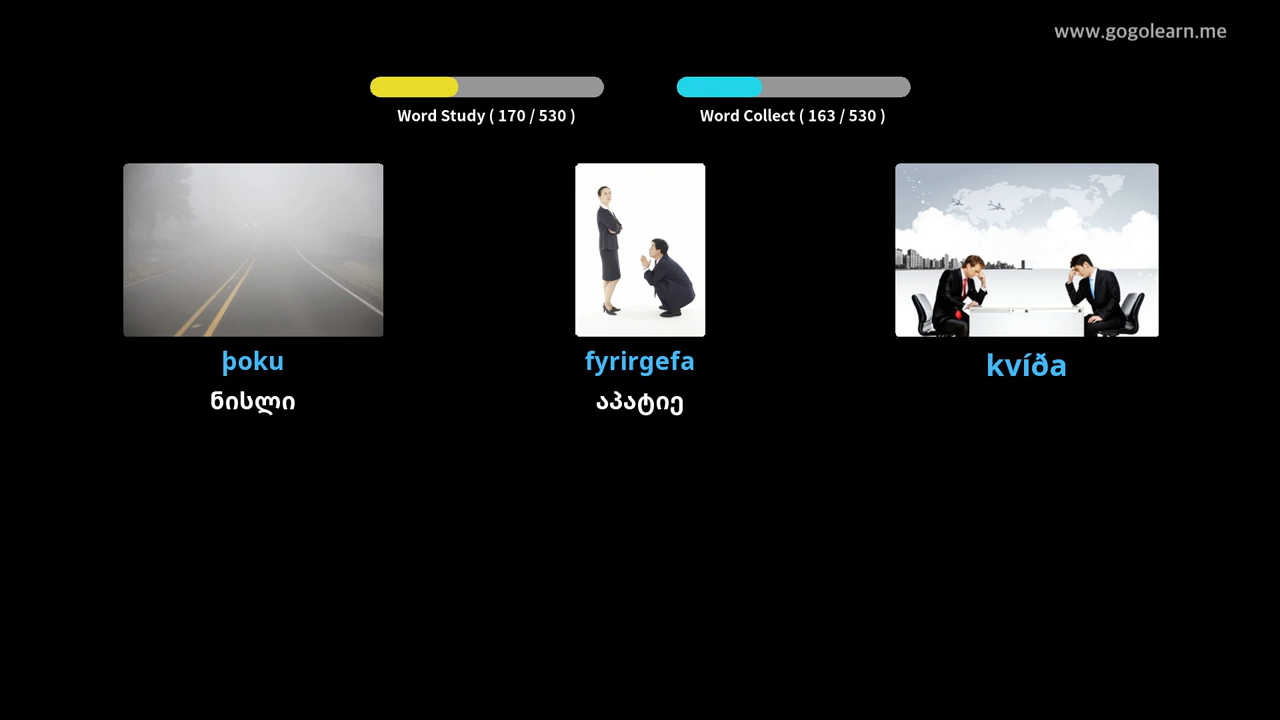 www.gogolearn.me
Word Study ( 170 / 530 )
Word Collect ( 163 / 530 )
þoku
fyrirgefa
kvíða
ნისლი
აპატიე